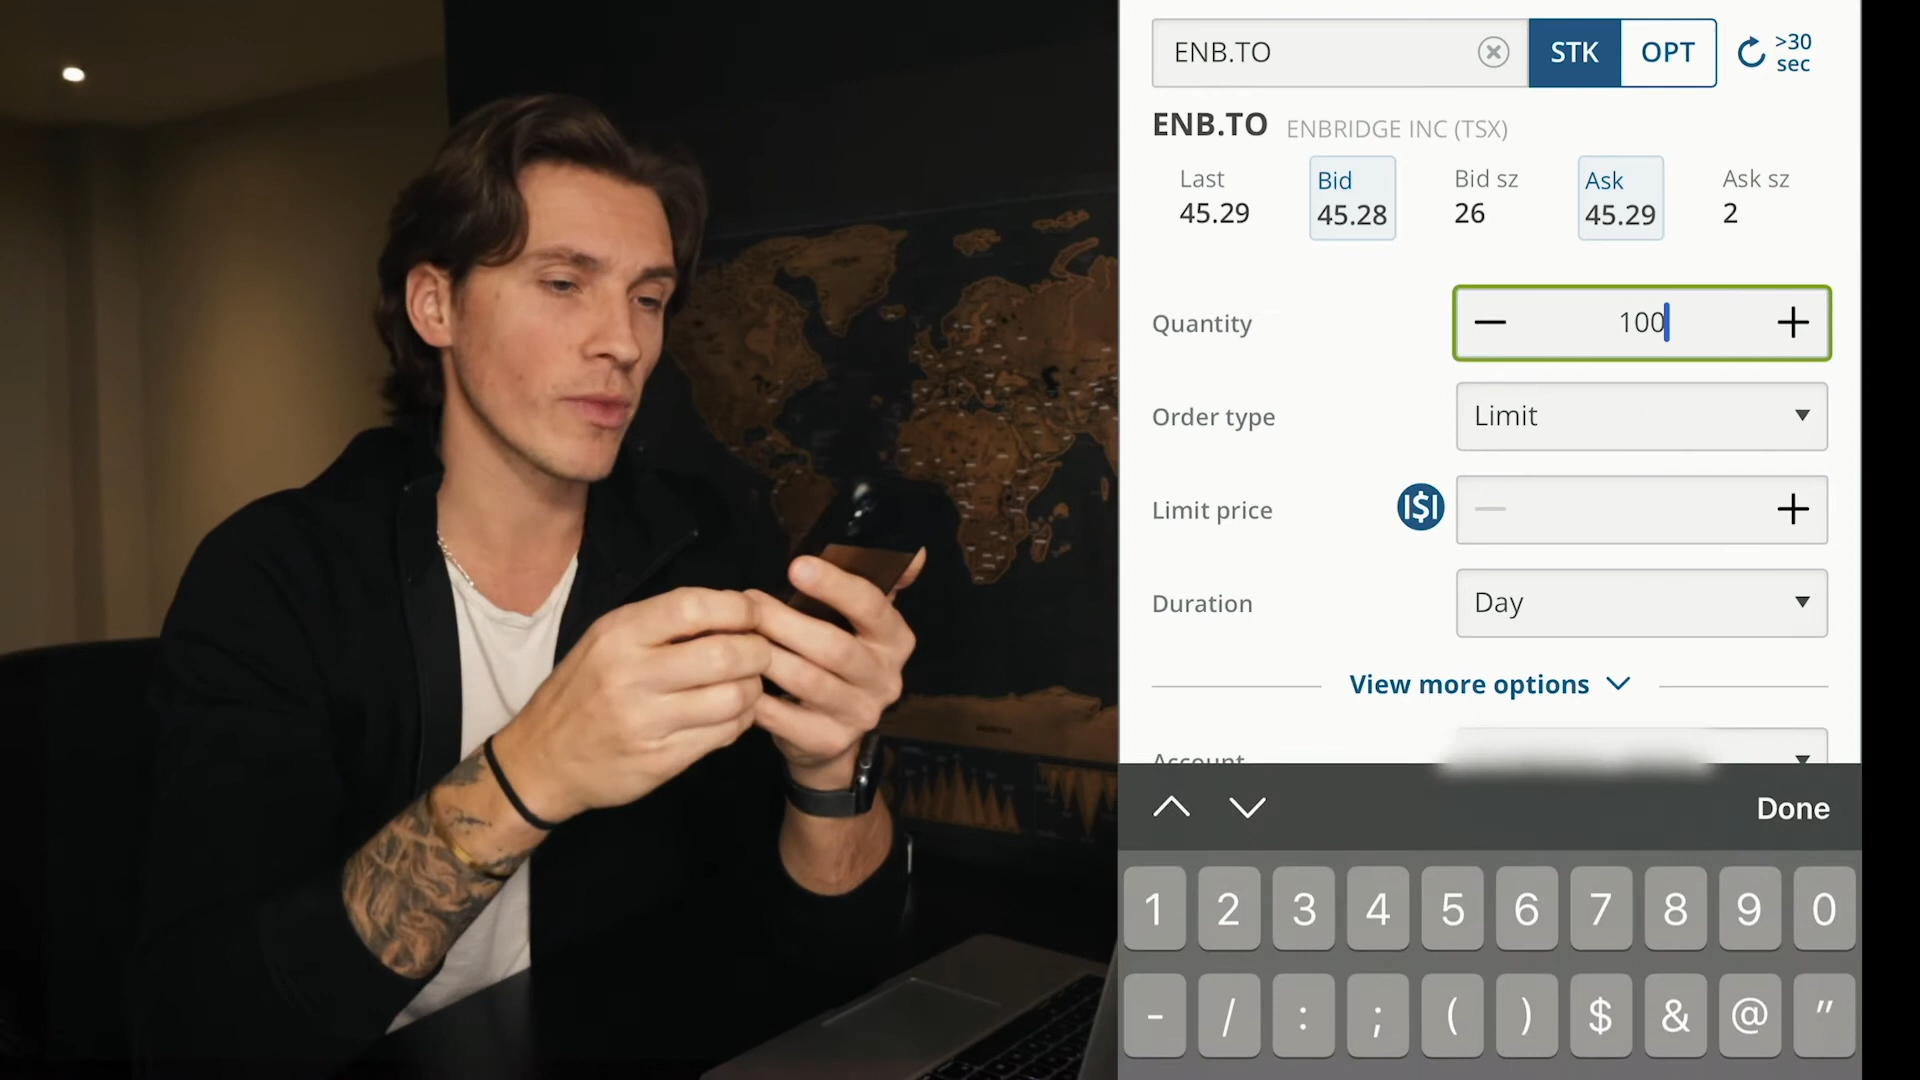 ENB.TO
STK
OPT
>30
sec
ENB.TO ENBRIDGE INC (TSX)
Last Bid Bid sz Ask Ask sz
45.29 45.28 26 45.29 2
Quantity
100
Order type
Limit
Limit price
|$|
Duration
Day
View more options
Account
Done
1 2 3 4 5 6 7 8 9 0
- / : ; ( ) $ & @ "